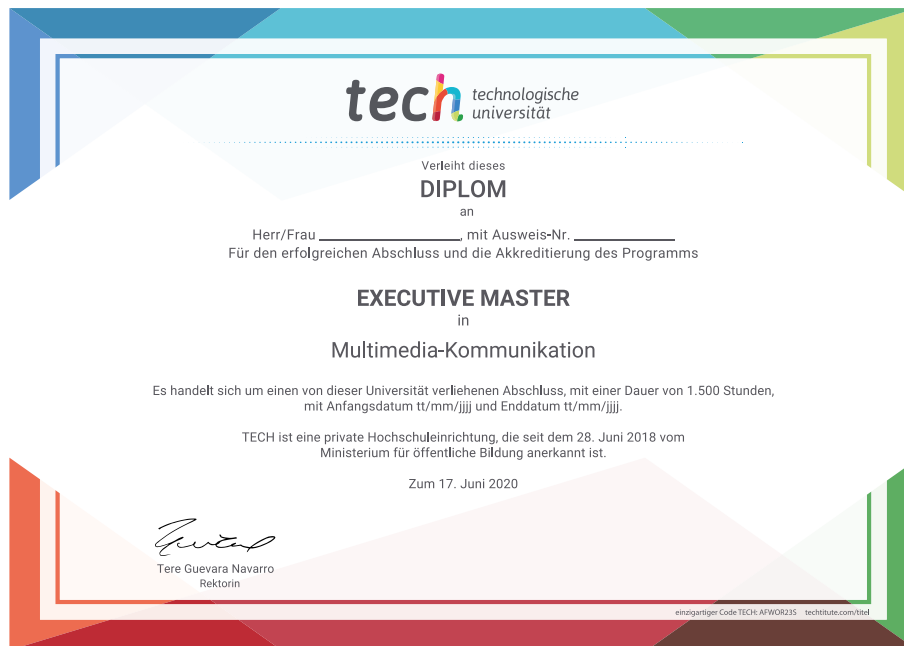 tech technologische
universität
Verleiht dieses
DIPLOM
an
Herr/Frau ________________, mit Ausweis-Nr. ____________
Für den erfolgreichen Abschluss und die Akkreditierung des Programms
EXECUTIVE MASTER
in
Multimedia-Kommunikation
Es handelt sich um einen von dieser Universität verliehenen Abschluss, mit einer Dauer von 1.500 Stunden,
mit Anfangsdatum tt/mm/jjjj und Enddatum tt/mm/jjjj.
TECH ist eine private Hochschuleinrichtung, die seit dem 28. Juni 2018 vom
Ministerium für öffentliche Bildung anerkannt ist.
Zum 17. Juni 2020
Tere Guevara Navarro
Rektorin
einzigartiger Code TECH: AFWOR23S techtitute.com/titel